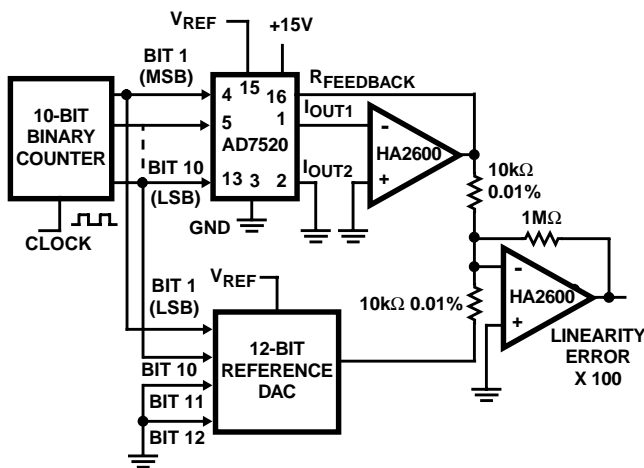 VREF
+15V
BIT 1
(MSB)
RFEEDBACK
15
4
16
IOUT1
10-BIT
BINARY
COUNTER
5
1
AD7520
-
HA2600
+
BIT 10
(LSB)
13
3
2
IOUT2
10kΩ
0.01%
CLOCK
GND
1MΩ
VREF
BIT 1
(LSB)
10kΩ 0.01%
-
HA2600
+
12-BIT
REFERENCE
DAC
LINEARITY
ERROR
X 100
BIT 10
BIT 11
BIT 12